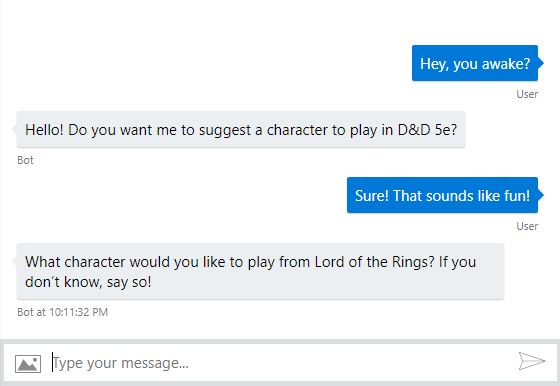 Hey, you awake?
User
Hello! Do you want me to suggest a character to play in D&D 5e?
Bot
Sure! That sounds like fun!
User
What character would you like to play from Lord of the Rings? If you
don't know, say so!
Bot at 10:11:32 PM
Type your message...